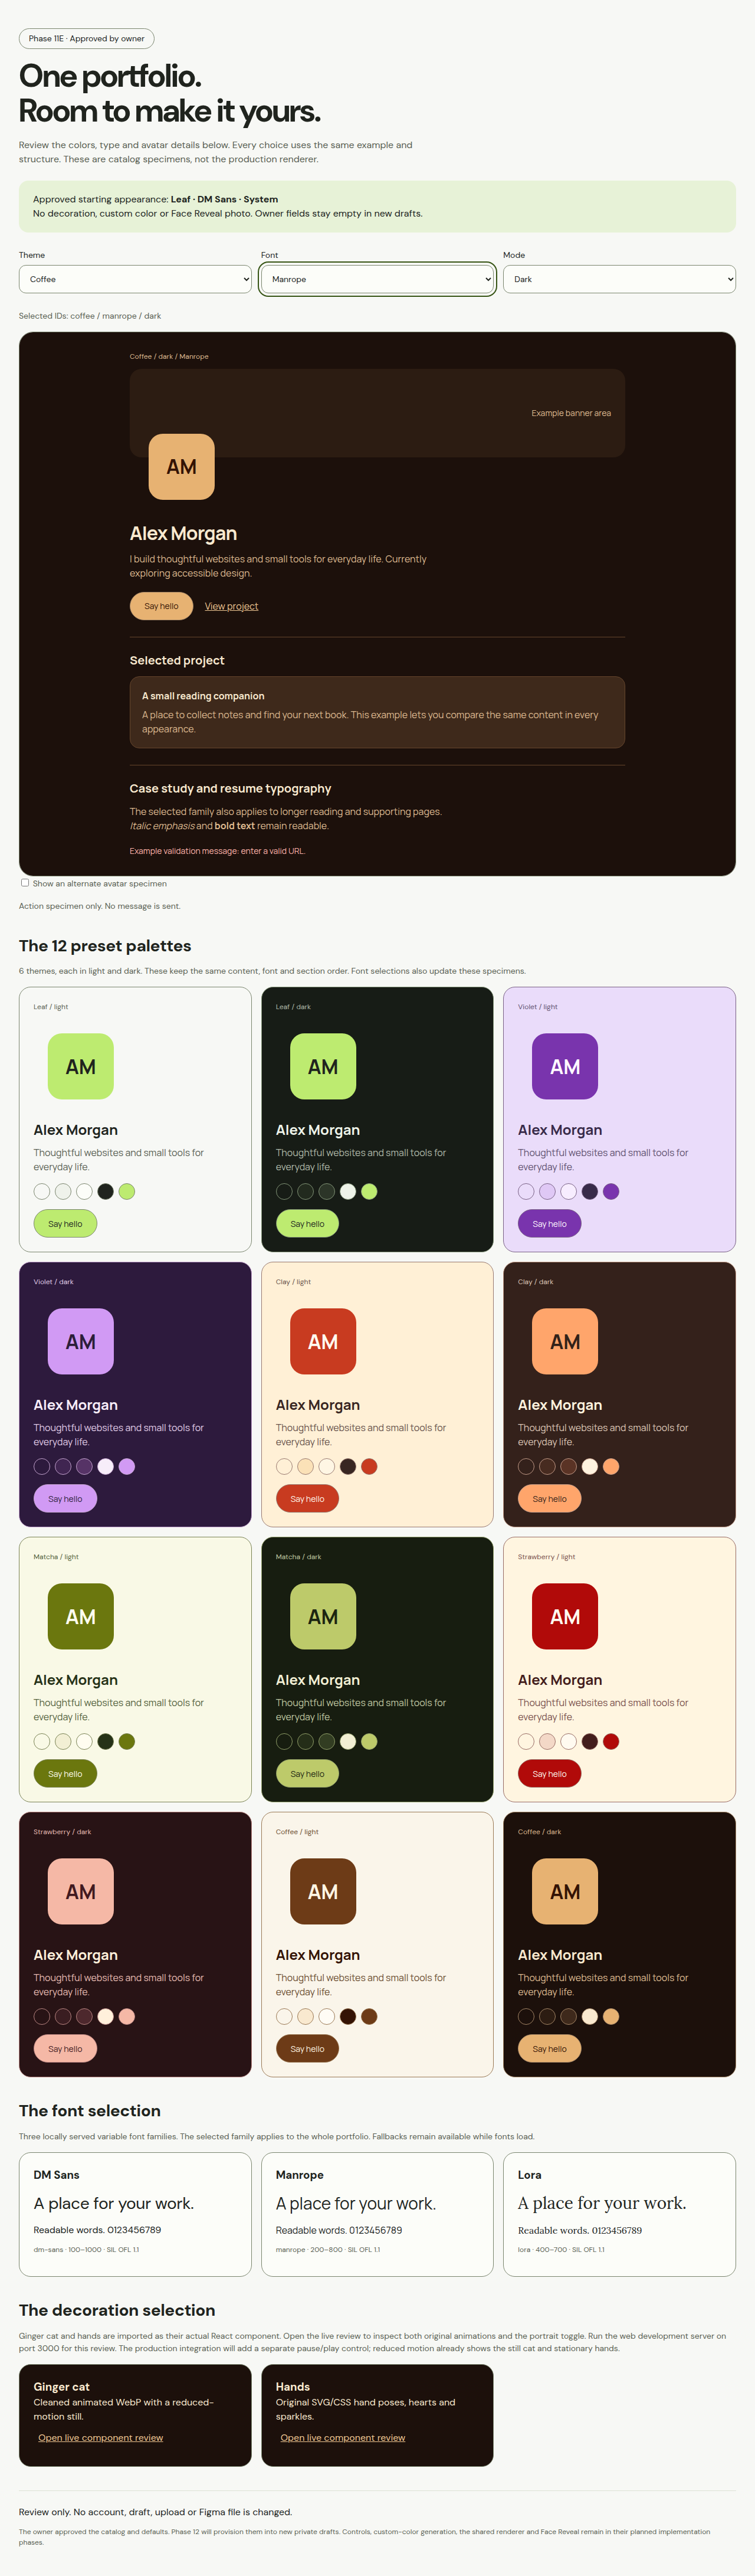 Phase 11E · Approved by owner
One portfolio.
Room to make it yours.
Review the colors, type and avatar details below. Every choice uses the same example and
structure. These are catalog specimens, not the production renderer.
Approved starting appearance: Leaf · DM Sans · System
No decoration, custom color or Face Reveal photo. Owner fields stay empty in new drafts.
Theme
Font
Mode
Coffee
Manrope
Dark
Selected IDs: coffee / manrope / dark
Coffee / dark / Manrope
Example banner area
AM
Alex Morgan
I build thoughtful websites and small tools for everyday life. Currently
exploring accessible design.
Say hello
View project
Selected project
A small reading companion
A place to collect notes and find your next book. This example lets you compare the same content in every
appearance.
Case study and resume typography
The selected family also applies to longer reading and supporting pages.
Italic emphasis and bold text remain readable.
Example validation message: enter a valid URL.
Show an alternate avatar specimen
Action specimen only. No message is sent.
The 12 preset palettes
6 themes, each in light and dark. These keep the same content, font and section order. Font selections also update these specimens.
Leaf / light
AM
Alex Morgan
Thoughtful websites and small tools for
everyday life.
Say hello
Leaf / dark
AM
Alex Morgan
Thoughtful websites and small tools for
everyday life.
Say hello
Violet / light
AM
Alex Morgan
Thoughtful websites and small tools for
everyday life.
Say hello
Violet / dark
AM
Alex Morgan
Thoughtful websites and small tools for
everyday life.
Say hello
Clay / light
AM
Alex Morgan
Thoughtful websites and small tools for
everyday life.
Say hello
Clay / dark
AM
Alex Morgan
Thoughtful websites and small tools for
everyday life.
Say hello
Matcha / light
AM
Alex Morgan
Thoughtful websites and small tools for
everyday life.
Say hello
Matcha / dark
AM
Alex Morgan
Thoughtful websites and small tools for
everyday life.
Say hello
Strawberry / light
AM
Alex Morgan
Thoughtful websites and small tools for
everyday life.
Say hello
Strawberry / dark
AM
Alex Morgan
Thoughtful websites and small tools for
everyday life.
Say hello
Coffee / light
AM
Alex Morgan
Thoughtful websites and small tools for
everyday life.
Say hello
Coffee / dark
AM
Alex Morgan
Thoughtful websites and small tools for
everyday life.
Say hello
The font selection
Three locally served variable font families. The selected family applies to the whole portfolio. Fallbacks remain available while fonts load.
DM Sans
A place for your work.
Readable words. 0123456789
dm-sans · 100–1000 · SIL OFL 1.1
Manrope
A place for your work.
Readable words. 0123456789
manrope · 200–800 · SIL OFL 1.1
Lora
A place for your work.
Readable words. 0123456789
lora · 400–700 · SIL OFL 1.1
The decoration selection
Ginger cat and hands are imported as their actual React component. Open the live review to inspect both original animations and the portrait toggle. Run the web development server on
port 3000 for this review. The production integration will add a separate pause/play control; reduced motion already shows the still cat and stationary hands.
Ginger cat
Cleaned animated WebP with a reduced-
motion still.
Open live component review
Hands
Original SVG/CSS hand poses, hearts and
sparkles.
Open live component review
Review only. No account, draft, upload or Figma file is changed.
The owner approved the catalog and defaults. Phase 12 will provision them into new private drafts. Controls, custom-color generation, the shared renderer and Face Reveal remain in their planned implementation
phases.